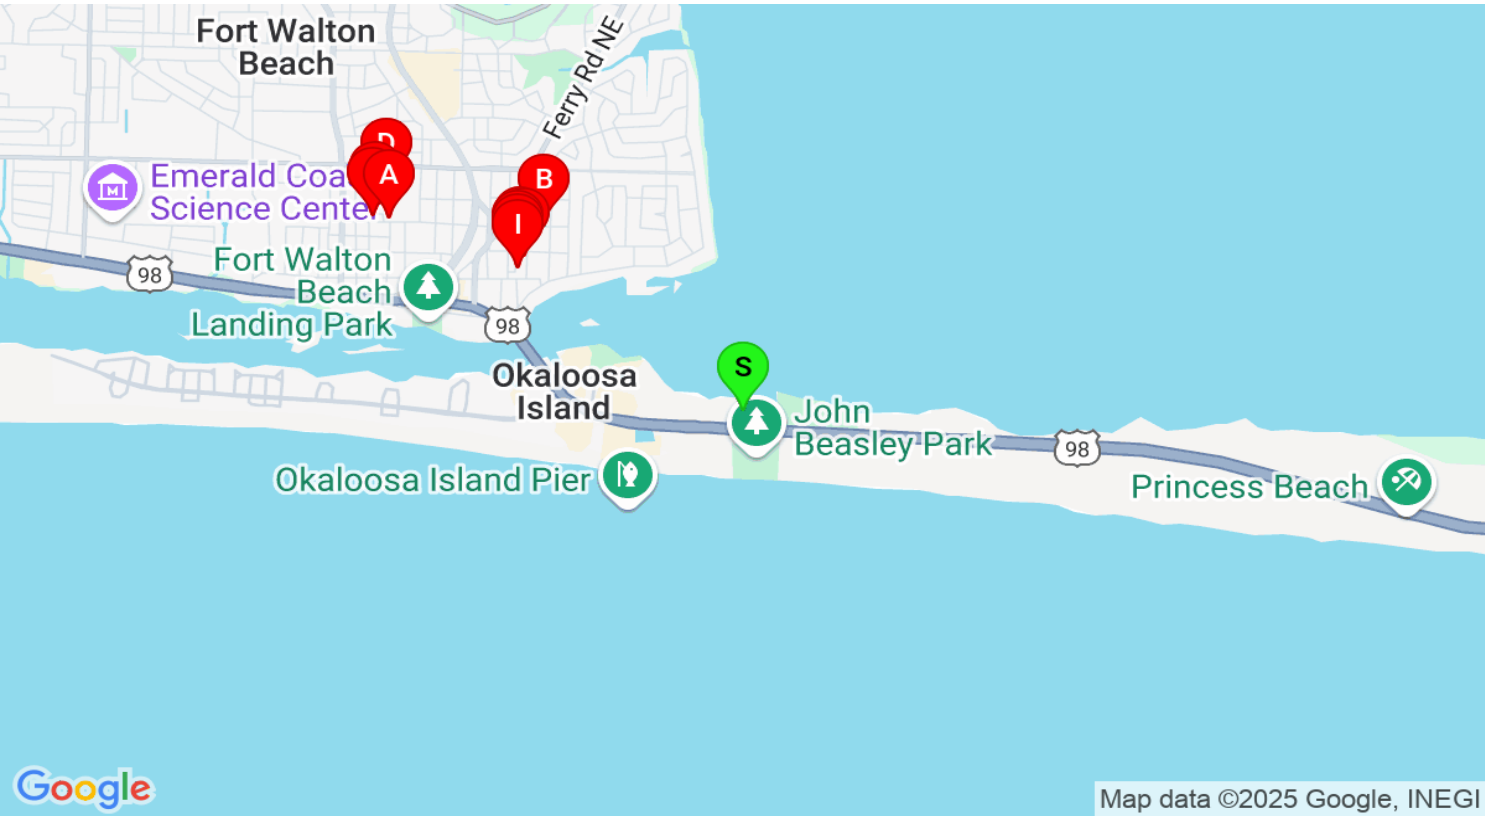 Fort Walton
Beach
Ferry Rd NE
D
A
B
I
Emerald Coa
Science Center
98
Fort Walton
Beach
Landing Park
98
S
Okaloosa
Island
John
Beasley Park
98
Okaloosa Island Pier
Princess Beach
Google
Map data ©2025 Google, INEGI